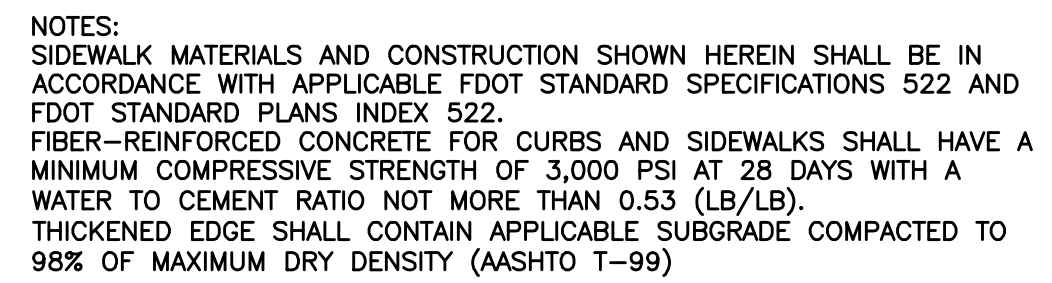 NOTES:
SIDEWALK MATERIALS AND CONSTRUCTION SHOWN HEREIN SHALL BE IN
ACCORDANCE WITH APPLICABLE FDOT STANDARD SPECIFICATIONS 522 AND
FDOT STANDARD PLANS INDEX 522.
FIBER–REINFORCED CONCRETE FOR CURBS AND SIDEWALKS SHALL HAVE A
MINIMUM COMPRESSIVE STRENGTH OF 3,000 PSI AT 28 DAYS WITH A
WATER TO CEMENT RATIO NOT MORE THAN 0.53 (LB/LB).
THICKENED EDGE SHALL CONTAIN APPLICABLE SUBGRADE COMPACTED TO
98% OF MAXIMUM DRY DENSITY (AASHTO T–99)